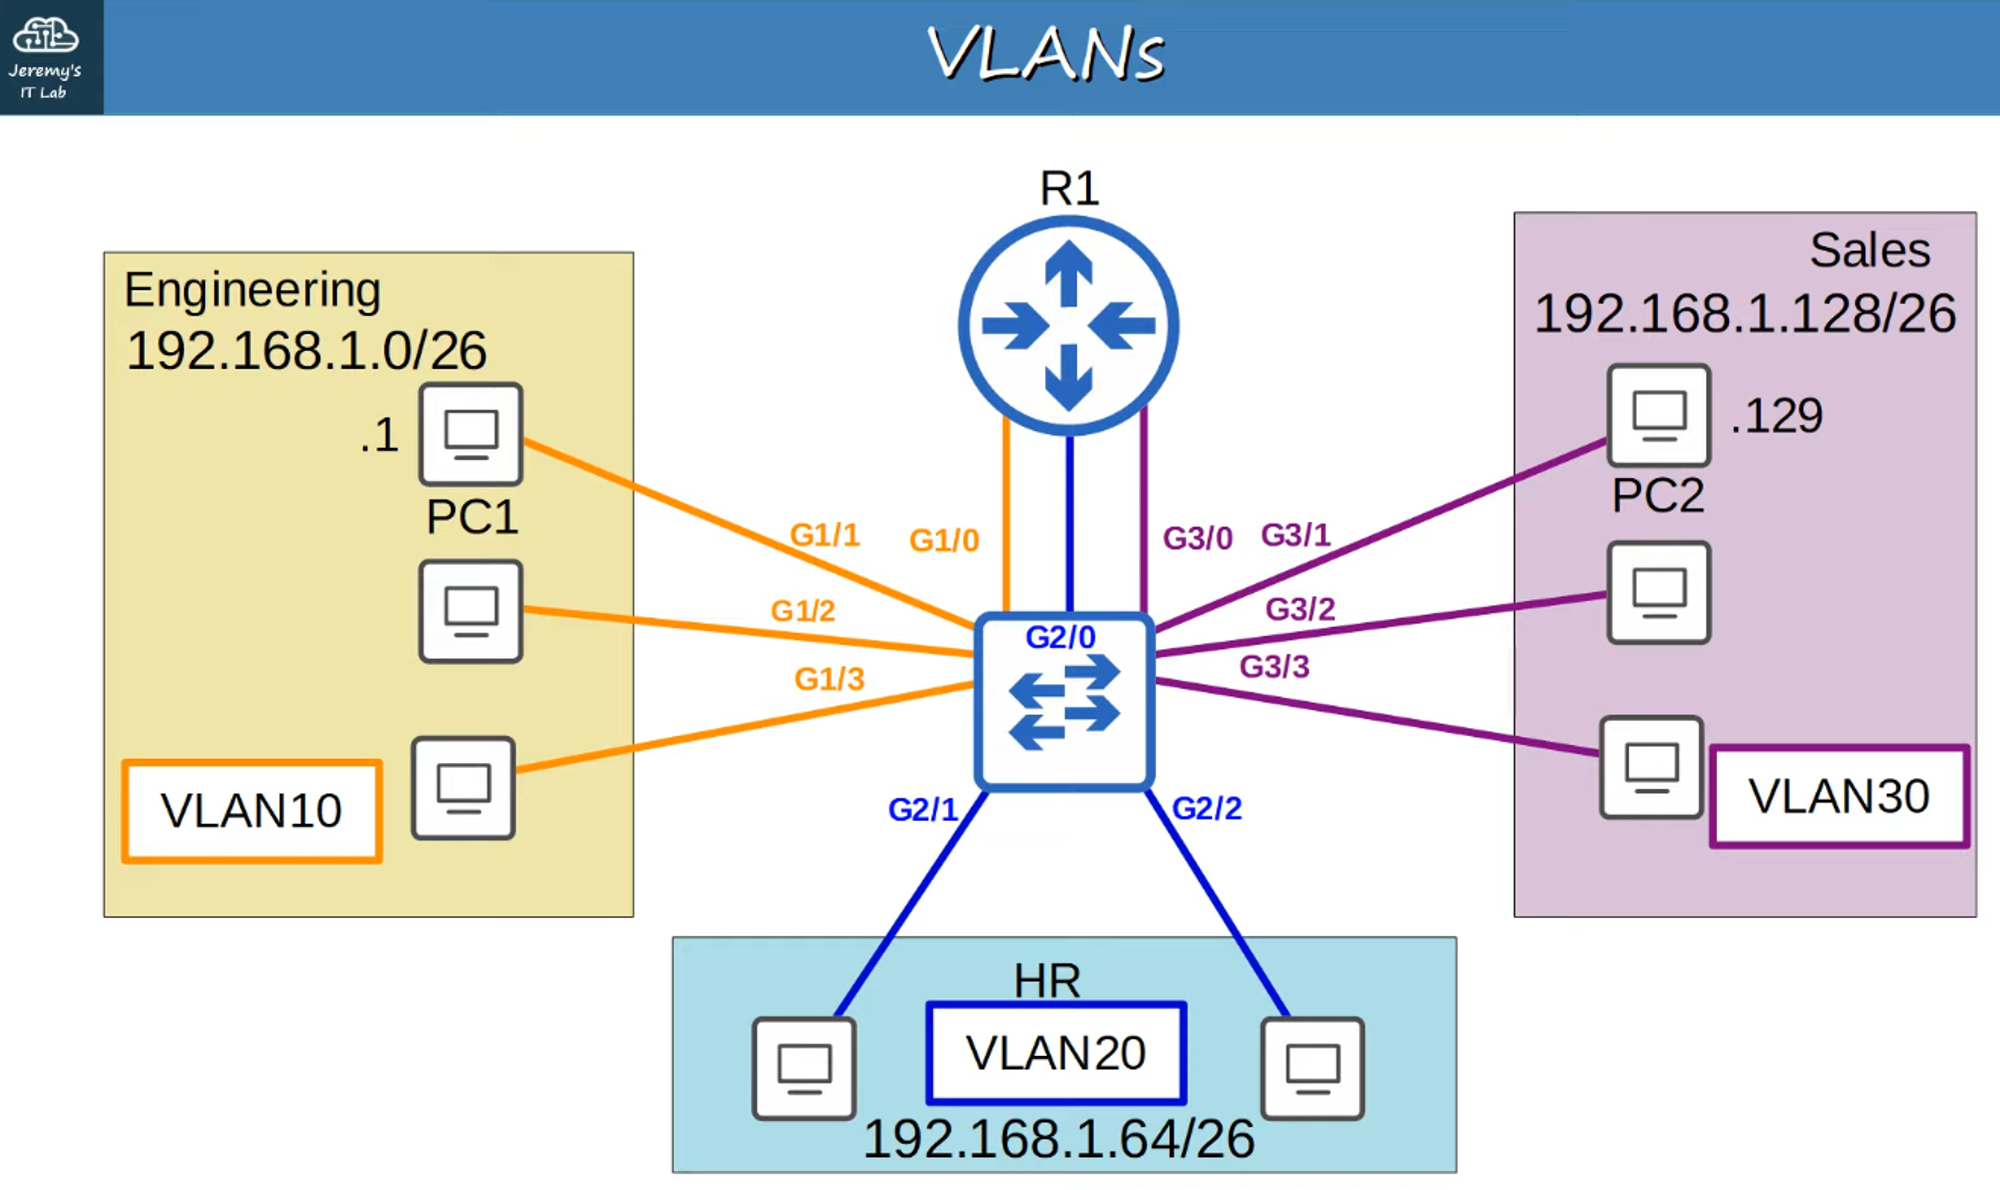 Jeremy's
IT Lab
VLANs
R1
Engineering
192.168.1.0/26
.1
PC1
VLAN10
Sales
192.168.1.128/26
.129
PC2
VLAN30
G1/1
G1/0
G3/0
G3/1
G1/2
G3/2
G2/0
G1/3
G3/3
G2/1
G2/2
HR
VLAN20
192.168.1.64/26